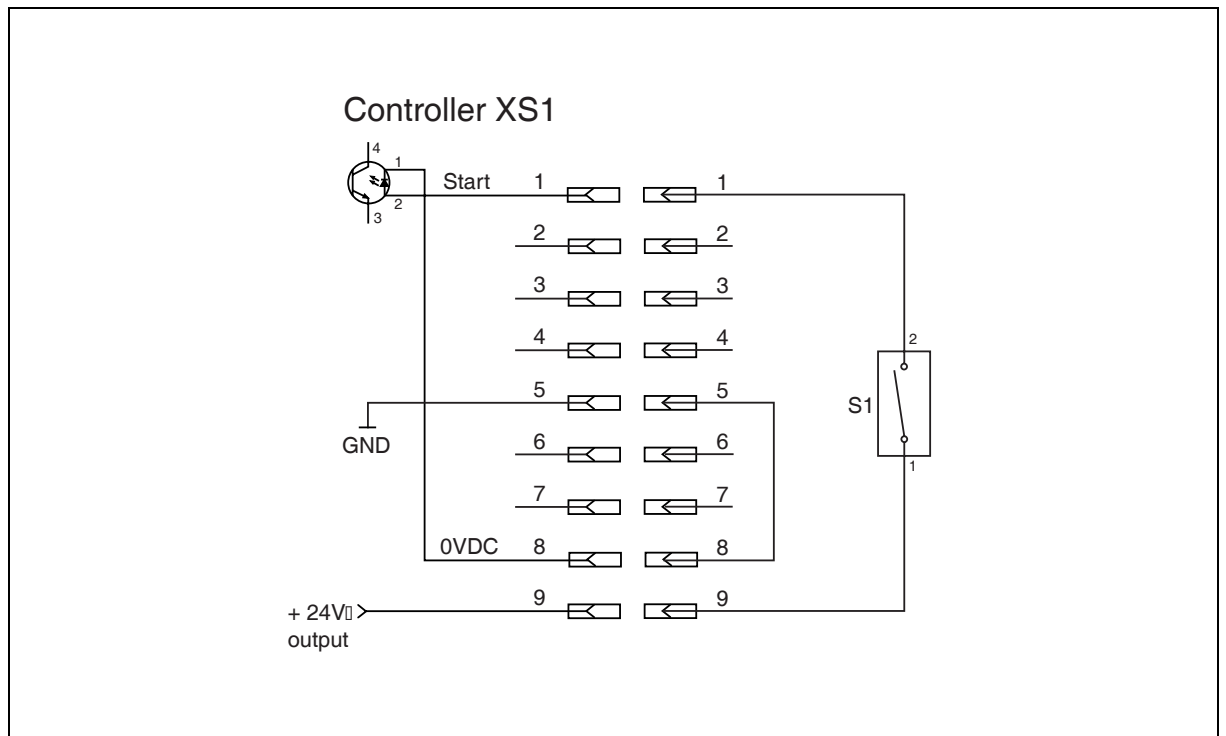 Controller XS1
4
1
Start 1 1
2
3
2 2
3 3
4 4
2
5 5
S1
GND
6 6
1
7 7
0VDC 8 8
9 9
+ 24V▯
output